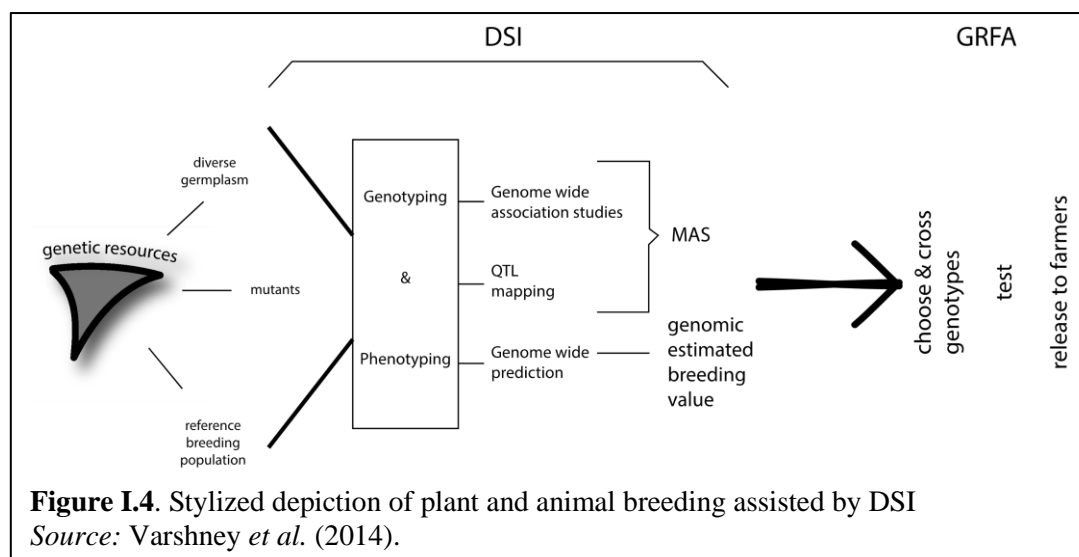 DSI
GRFA
genetic resources
diverse
germplasm
mutants
reference
breeding
population
Genotyping
&
Phenotyping
Genome wide
association studies
QTL
mapping
Genome wide
prediction
MAS
genomic
estimated
breeding
value
choose & cross
genotypes
test
release to farmers
Figure I.4. Stylized depiction of plant and animal breeding assisted by DSI
Source: Varshney et al. (2014).